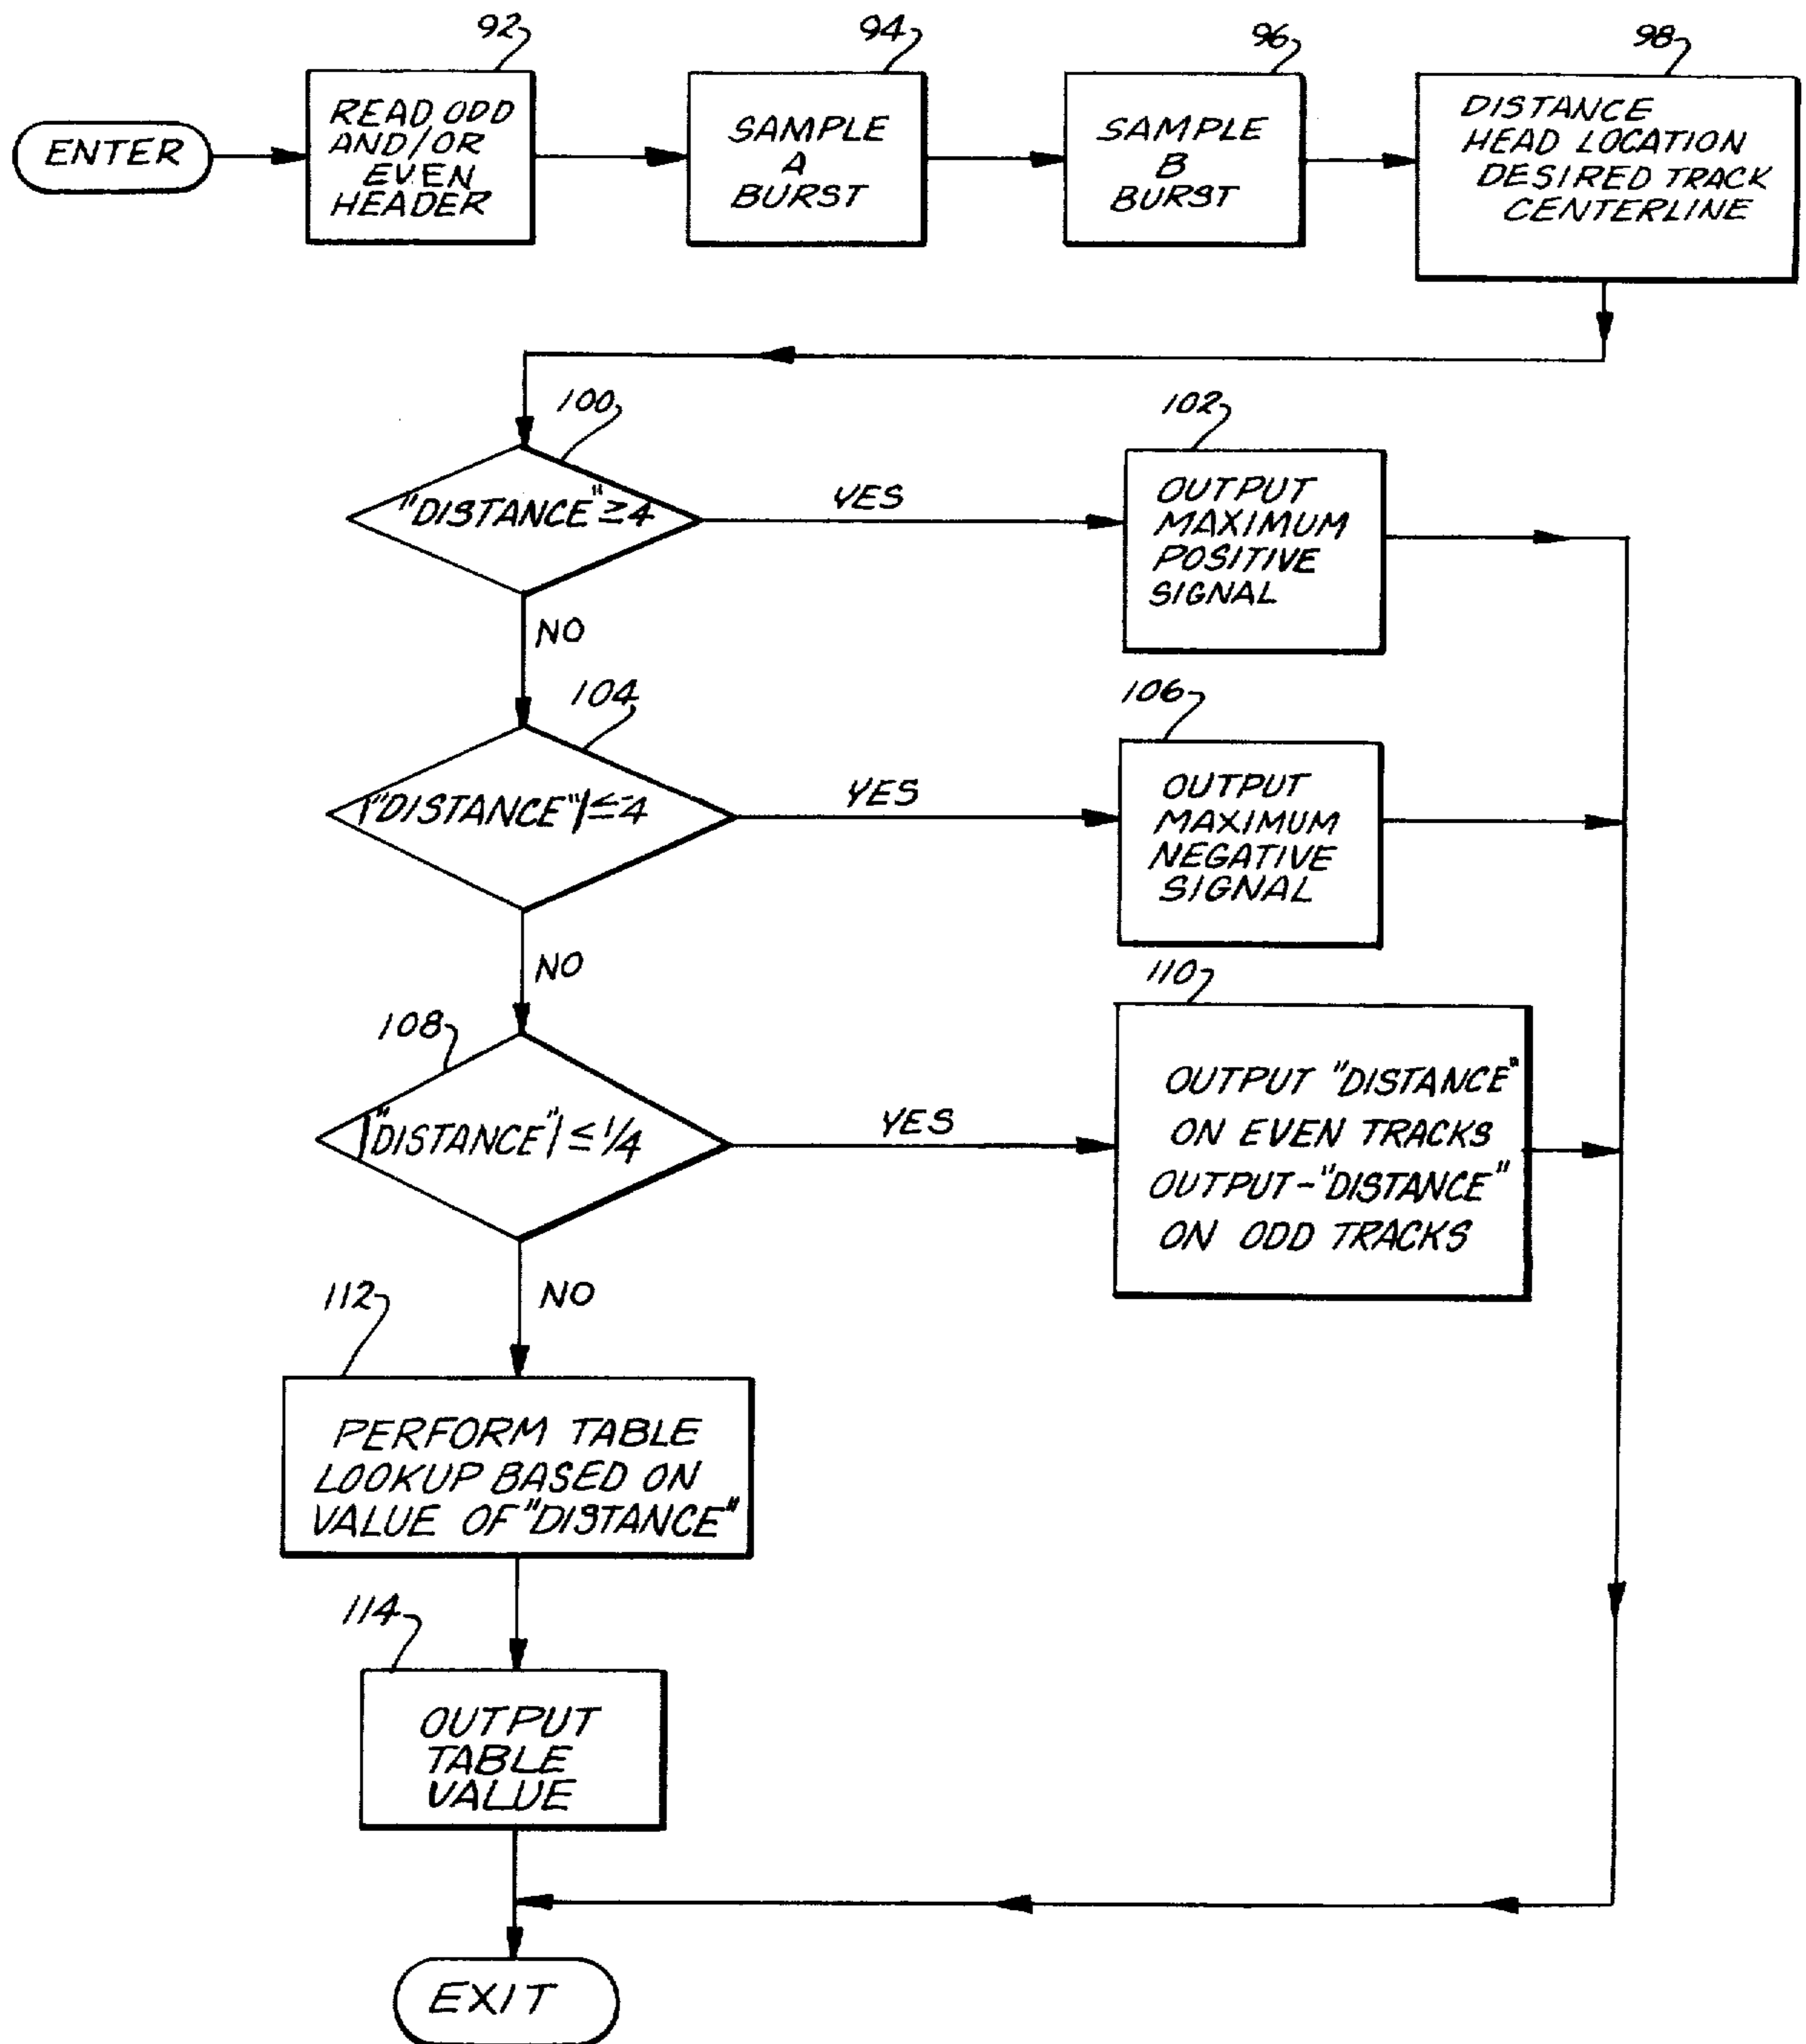 92
94
96
98
ENTER
READ ODD
AND/OR
EVEN
HEADER
SAMPLE
A
BURST
SAMPLE
B
BURST
DISTANCE
HEAD LOCATION
DESIRED TRACK
CENTERLINE
100
"DISTANCE" ≥ 4
YES
102
OUTPUT
MAXIMUM
POSITIVE
SIGNAL
NO
104
|"DISTANCE"| ≤ -4
YES
106
OUTPUT
MAXIMUM
NEGATIVE
SIGNAL
NO
108
|"DISTANCE"| ≤ 1/4
YES
110
OUTPUT "DISTANCE"
ON EVEN TRACKS
OUTPUT-"DISTANCE"
ON ODD TRACKS
NO
112
PERFORM TABLE
LOOKUP BASED ON
VALUE OF "DISTANCE"
114
OUTPUT
TABLE
VALUE
EXIT